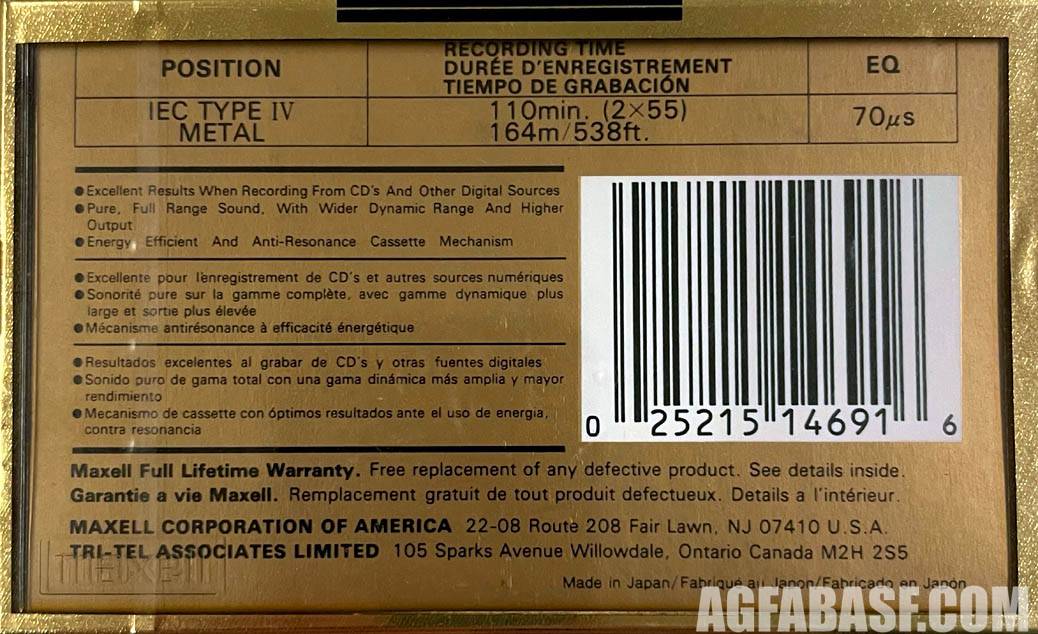 POSITION
RECORDING TIME
DURÉE D'ENREGISTREMENT
TIEMPO DE GRABACIÓN
EQ
IEC TYPE IV
METAL
110min. (2×55)
164m/538ft.
70μs
●Excellent Results When Recording From CD's And Other Digital Sources
●Pure, Full Range Sound, With Wider Dynamic Range And Higher
Output
●Energy Efficient And Anti-Resonance Cassette Mechanism
●Excellente pour l'enregistrement de CD's et autres sources numériques
●Sonorité pure sur la gamme complète, avec gamme dynamique plus
large et sortie plus élevée
●Mécanisme antirésonance à efficacité énergétique
●Resultados excelentes al grabar de CD's y otras fuentes digitales
●Sonido puro de gama total con una gama dinámica más amplia y mayor
rendimiento
●Mecanismo de cassette con óptimos resultados ante el uso de energia,
contra resonancia
0 25215 14691 6
Maxell Full Lifetime Warranty. Free replacement of any defective product. See details inside.
Garantie a vie Maxell. Remplacement gratuit de tout produit defectueux. Details a l'intérieur.
MAXELL CORPORATION OF AMERICA 22-08 Route 208 Fair Lawn, NJ 07410 U.S.A.
TRI-TEL ASSOCIATES LIMITED 105 Sparks Avenue Willowdale, Ontario Canada M2H 2S5
maxell
Made in Japan/Fabriqué au Japon/Fabricado en Japón
AGFABASF.COM